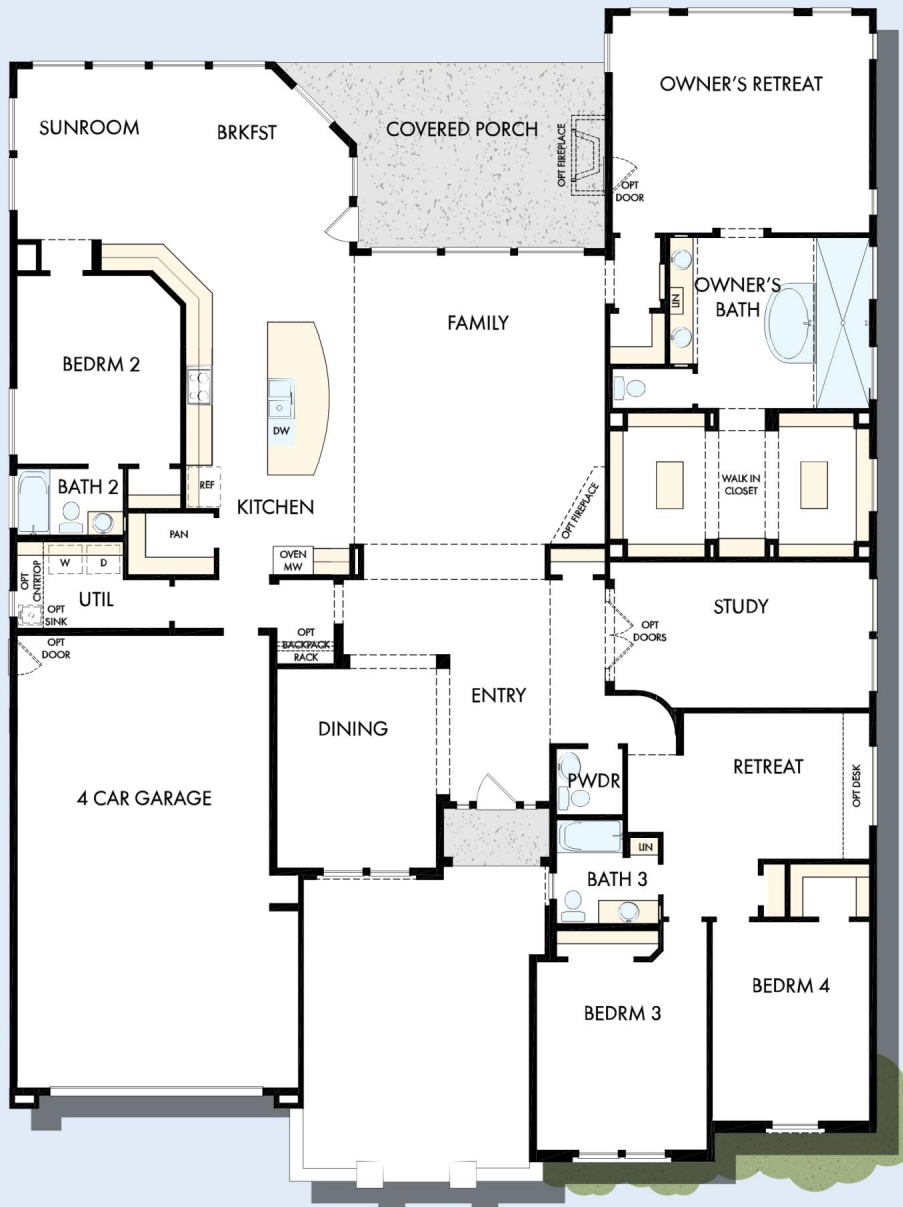 OWNER'S RETREAT
SUNROOM
BRKFST
COVERED PORCH
OPT FIREPLACE
OPT
DOOR
OWNER'S
BATH
LIN
FAMILY
BEDRM 2
DW
WALK IN
CLOSET
REF
BATH 2
KITCHEN
OPT FIREPLACE
PAN
OVEN
MW
W
D
OPT
CNTRTOP
UTIL
OPT
SINK
STUDY
OPT
DOORS
OPT
BACKPACK
RACK
OPT
DOOR
ENTRY
DINING
PWDR
RETREAT
OPT DESK
4 CAR GARAGE
LIN
BATH 3
BEDRM 3
BEDRM 4